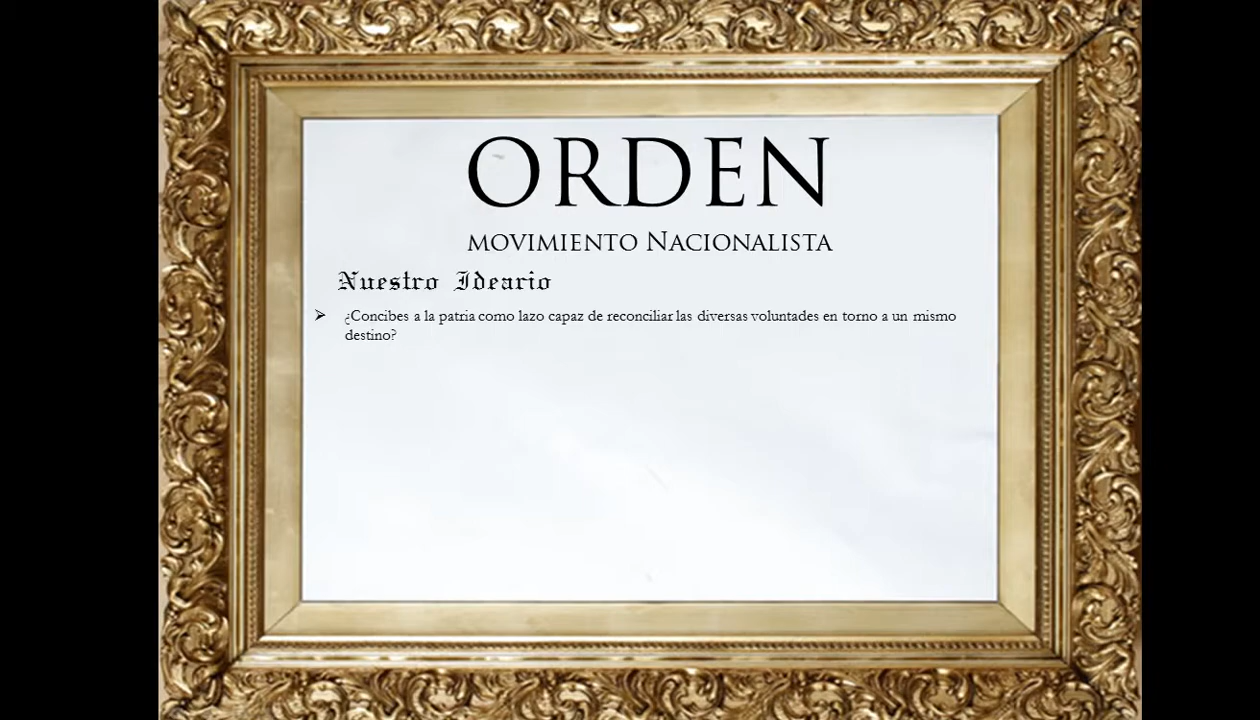 ORDEN
MOVIMIENTO NACIONALISTA
Nuestro Ideario
➢ ¿Concibes a la patria como lazo capaz de reconciliar las diversas voluntades en torno a un mismo
destino?